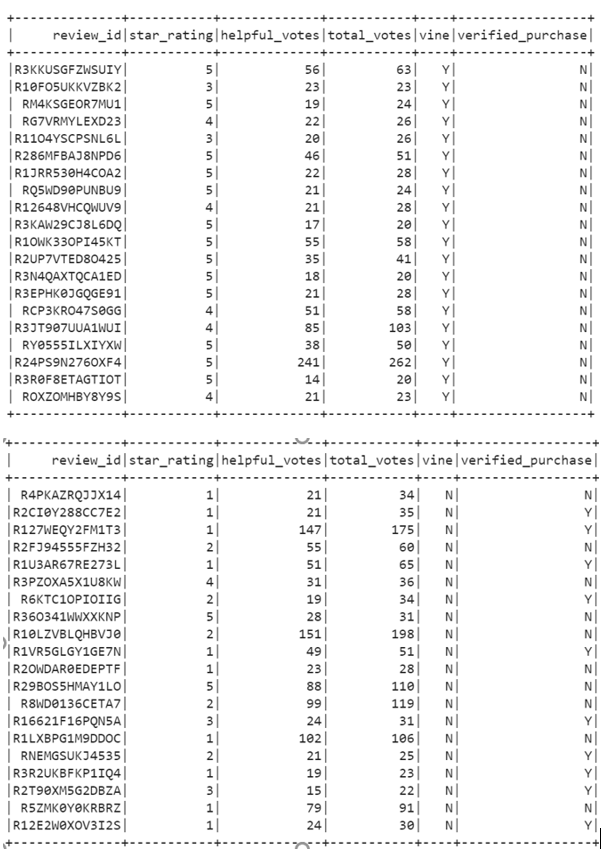 +--------------+-----------+-------------+-----------+----+-----------------+
|     review_id|star_rating|helpful_votes|total_votes|vine|verified_purchase|
+--------------+-----------+-------------+-----------+----+-----------------+
|R3KKUSGFZWSUIY|          5|           56|         63|   Y|                N|
|R10FO5UKKVZBK2|          3|           23|         23|   Y|                N|
| RM4KSGEOR7MU1|          5|           19|         24|   Y|                N|
| RG7VRMYLEXD23|          4|           22|         26|   Y|                N|
|R11O4YSCPSNL6L|          3|           20|         26|   Y|                N|
|R286MFBAJ8NPD6|          5|           46|         51|   Y|                N|
|R1JRR530H4COA2|          5|           22|         28|   Y|                N|
| RQ5WD90PUNBU9|          5|           21|         24|   Y|                N|
|R12648VHCQWUV9|          4|           21|         28|   Y|                N|
|R3KAW29CJ8L6DQ|          5|           17|         20|   Y|                N|
|R1OWK33OPI45KT|          5|           55|         58|   Y|                N|
|R2UP7VTED8O425|          5|           35|         41|   Y|                N|
|R3N4QAXTQCA1ED|          5|           18|         20|   Y|                N|
|R3EPHK0JGQGE91|          5|           21|         28|   Y|                N|
| RCP3KRO47S0GG|          4|           51|         58|   Y|                N|
|R3JT907UUA1WUI|          4|           85|        103|   Y|                N|
| RY0555ILXIYXW|          5|           38|         50|   Y|                N|
|R24PS9N276OXF4|          5|          241|        262|   Y|                N|
|R3R0F8ETAGTIOT|          5|           14|         20|   Y|                N|
| ROXZOMHBY8Y9S|          4|           21|         23|   Y|                N|
+--------------+-----------+-------------+-----------+----+-----------------+
+--------------+-----------+-------------+-----------+----+-----------------+
|     review_id|star_rating|helpful_votes|total_votes|vine|verified_purchase|
+--------------+-----------+-------------+-----------+----+-----------------+
| R4PKAZRQJJX14|          1|           21|         34|   N|                N|
|R2CI0Y288CC7E2|          1|           21|         35|   N|                Y|
|R127WEQY2FM1T3|          1|          147|        175|   N|                Y|
|R2FJ94555FZH32|          2|           55|         60|   N|                N|
|R1U3AR67RE273L|          1|           51|         65|   N|                Y|
|R3PZOXA5X1U8KW|          4|           31|         36|   N|                N|
| R6KTC1OPIOIIG|          2|           19|         34|   N|                Y|
|R36O341WWXXKNP|          5|           28|         31|   N|                N|
|R10LZVBLQHBVJ0|          2|          151|        198|   N|                N|
|R1VR5GLGY1GE7N|          1|           49|         51|   N|                Y|
|R2OWDAR0EDEPTF|          1|           23|         28|   N|                N|
|R29BOS5HMAY1LO|          5|           88|        110|   N|                N|
| R8WD0136CETA7|          2|           99|        119|   N|                N|
|R16621F16PQN5A|          3|           24|         31|   N|                Y|
|R1LXBPG1M9DDOC|          1|          102|        106|   N|                N|
| RNEMGSUKJ4535|          2|           21|         25|   N|                Y|
|R3R2UKBFKP1IQ4|          1|           19|         23|   N|                Y|
|R2T90XM5G2DBZA|          3|           15|         22|   N|                Y|
| R5ZMK0Y0KRBRZ|          1|           79|         91|   N|                N|
|R12E2W0XOV3I2S|          1|           24|         30|   N|                Y|
+--------------+-----------+-------------+-----------+----+-----------------+